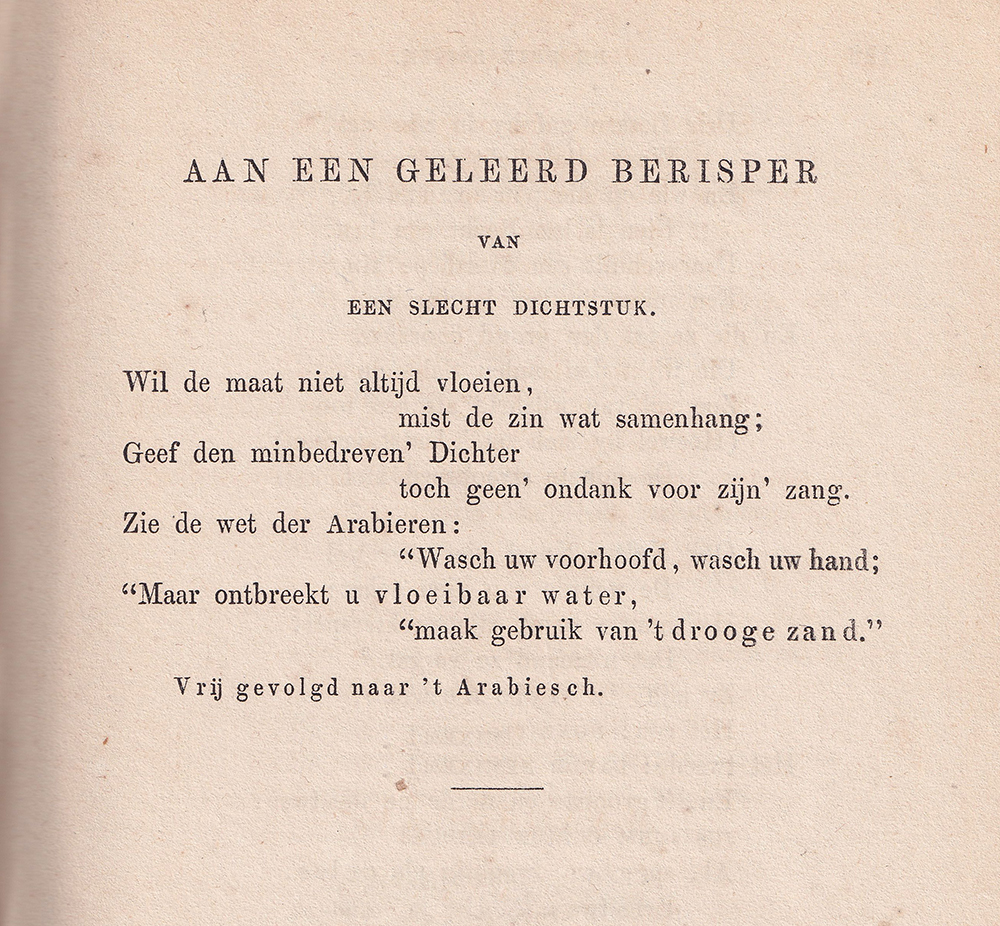 AAN EEN GELEERD BERISPER
VAN
EEN SLECHT DICHTSTUK.
Wil de maat niet altijd vloeien,
mist de zin wat samenhang;
Geef den minbedreven’ Dichter
toch geen’ ondank voor zijn’ zang.
Zie de wet der Arabieren:
“Wasch uw voorhoofd, wasch uw hand;
“Maar ontbreekt u vloeibaar water,
“maak gebruik van ’t drooge zand.”
Vrij gevolgd naar ’t Arabiesch.